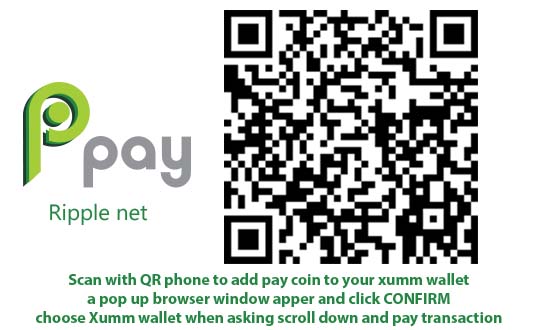 pay
Ripple net
Scan with QR phone to add pay coin to your xumm wallet
a pop up browser window apper and click CONFIRM
choose Xumm wallet when asking scroll down and pay transaction